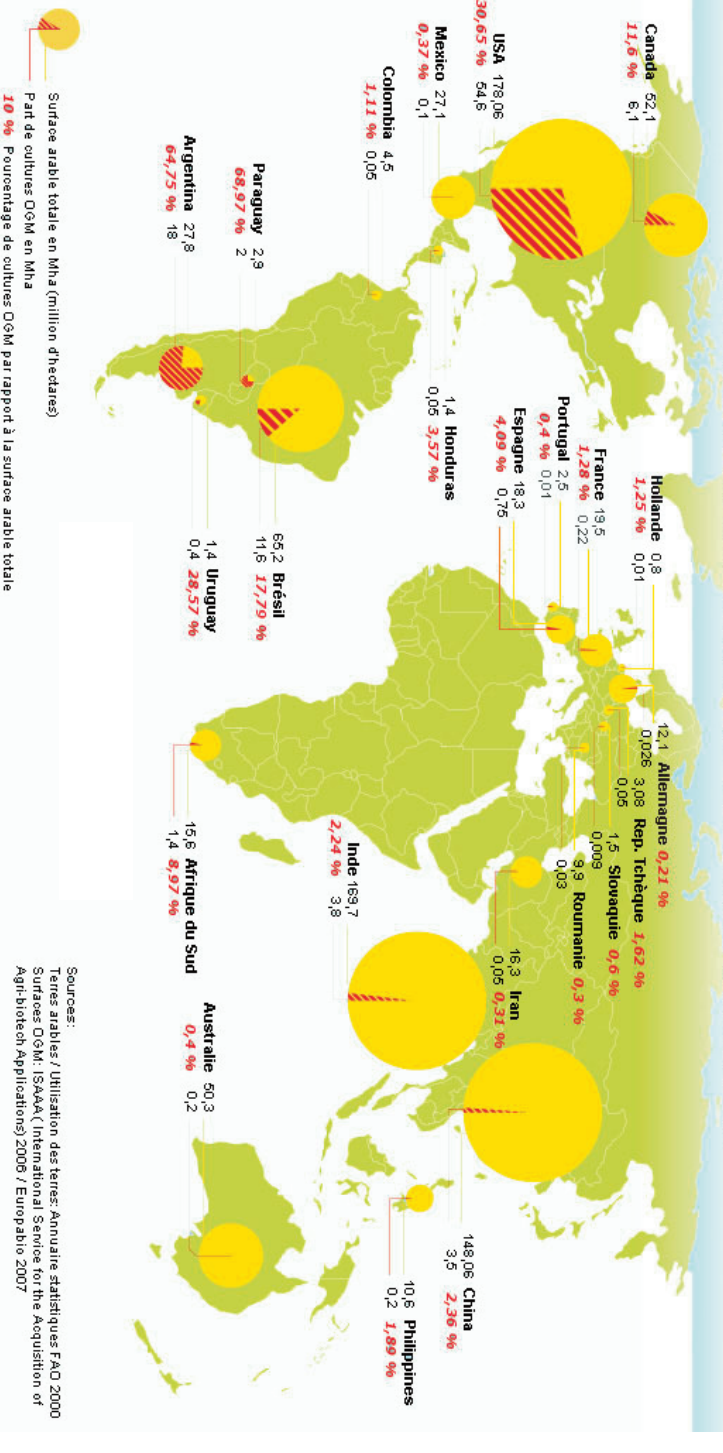 Canada 52,1
11,6 % 6,1
USA 178,06
30,65 % 54,6
Mexico 27,1
0,37 % 0,1
Colombia 4,5
1,11 % 0,05
Paraguay 2,9
68,97 % 2
Argentina 27,8
64,75 % 18
1,4 Honduras
0,05 3,57 %
65,2 Brésil
11,6 17,79 %
1,4 Uruguay
0,4 28,57 %
Hollande 0,8
1,25 % 0,01
France 19,5
1,28 % 0,22
Portugal 2,5
0,4 % 0,01
Espagne 18,3
4,09 % 0,75
12,1 Allemagne 0,21 %
0,026
3,08 Rep. Tchèque 1,62 %
0,05
1,5 Slovaquie 0,6 %
0,009
9,9 Roumanie 0,3 %
0,03
16,3 Iran
0,05 0,31 %
Inde 169,7
2,24 % 3,8
15,6 Afrique du Sud
1,4 8,97 %
148,06 China
3,5 2,36 %
10,6 Philippines
0,2 1,89 %
Australie 50,3
0,4 % 0,2
Surface arable totale en Mha (million d'hectares)
Part de cultures OGM en Mha
10 % Pourcentage de cultures OGM par rapport à la surface arable totale
Sources:
Terres arables / Utilisation des terres: Annuaire statistiques FAO 2000
Surfaces OGM: ISAAA ( International Service for the Acquisition of
Agri-biotech Applications) 2006 / Europabio 2007